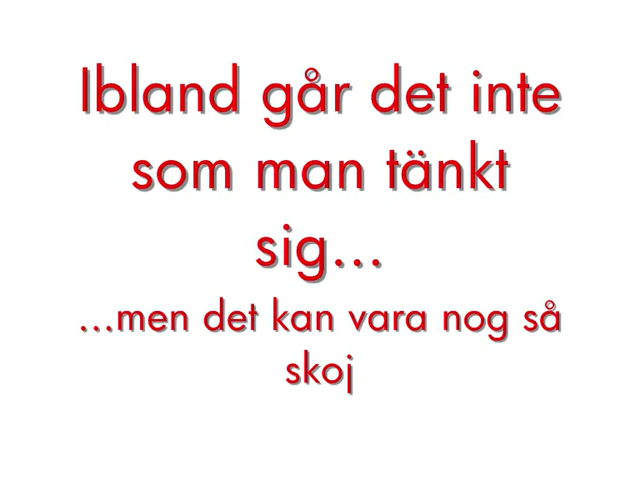 Ibland går det inte
som man tänkt
sig...
...men det kan vara nog så
skoj